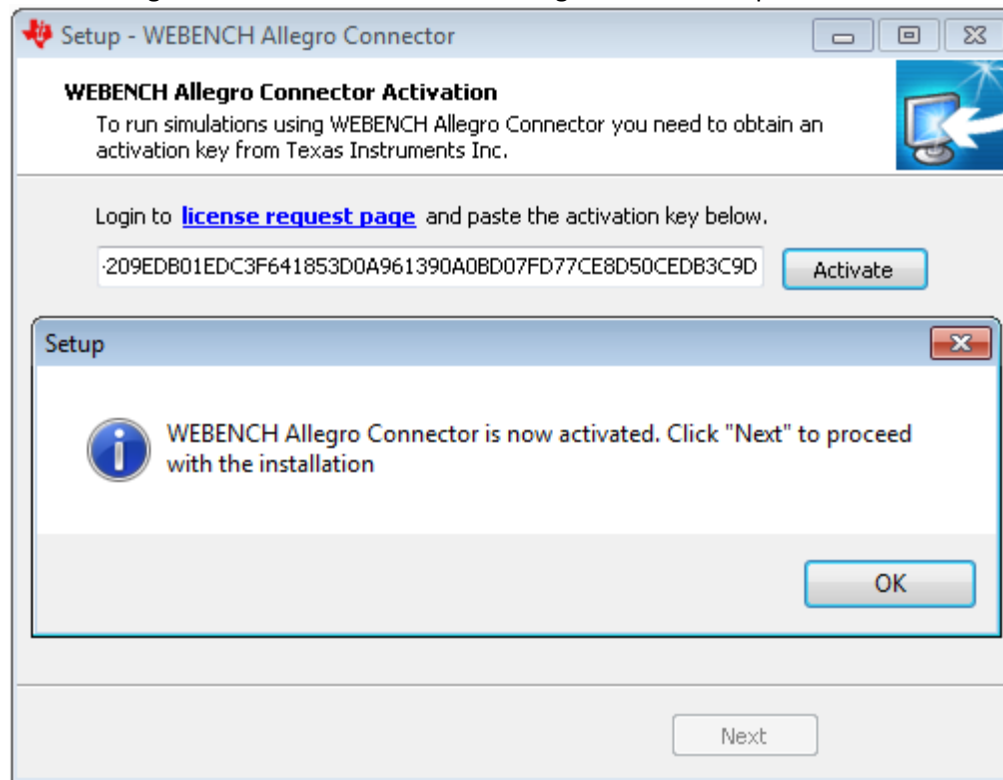 Setup - WEBENCH Allegro Connector
WEBENCH Allegro Connector Activation
To run simulations using WEBENCH Allegro Connector you need to obtain an
activation key from Texas Instruments Inc.
Login to license request page and paste the activation key below.
209EDB01EDC3F641853D0A961390A0BD07FD77CE8D50CEDB3C9D
Activate
Setup
WEBENCH Allegro Connector is now activated. Click "Next" to proceed
with the installation
OK
Next